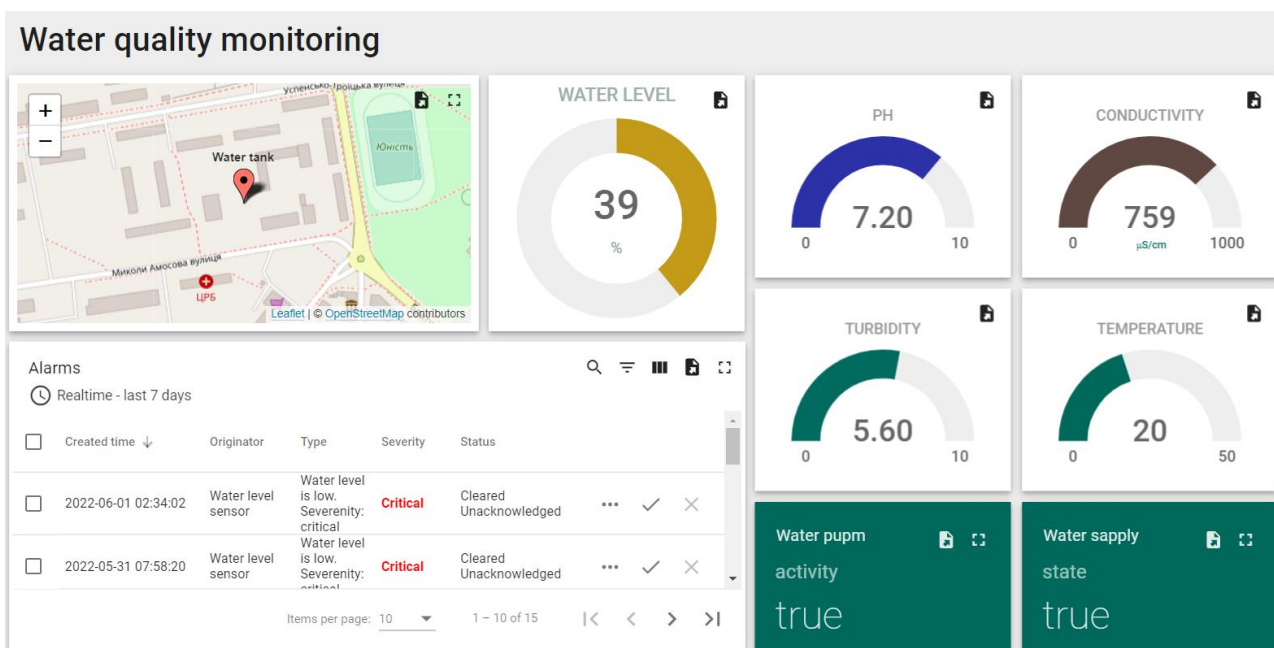 Water quality monitoring
Успенсько-Троїцька вулиця
+
−
Water tank
Юність
Миколи Амосова вулиця
ЦРБ
Leaflet | © OpenStreetMap contributors
WATER LEVEL
39
%
PH
7.20
0 10
CONDUCTIVITY
759
µS/cm
0 1000
TURBIDITY
5.60
0 10
TEMPERATURE
20
0 50
Alarms
Realtime - last 7 days
Created time Originator Type Severity Status
2022-06-01 02:34:02
Water level
sensor
Water level
is low.
Severenity:
critical
Critical
Cleared
Unacknowledged
2022-05-31 07:58:20
Water level
sensor
Water level
is low.
Severenity:
critical
Critical
Cleared
Unacknowledged
Items per page: 10 1 – 10 of 15
Water pupm
activity
true
Water sapply
state
true